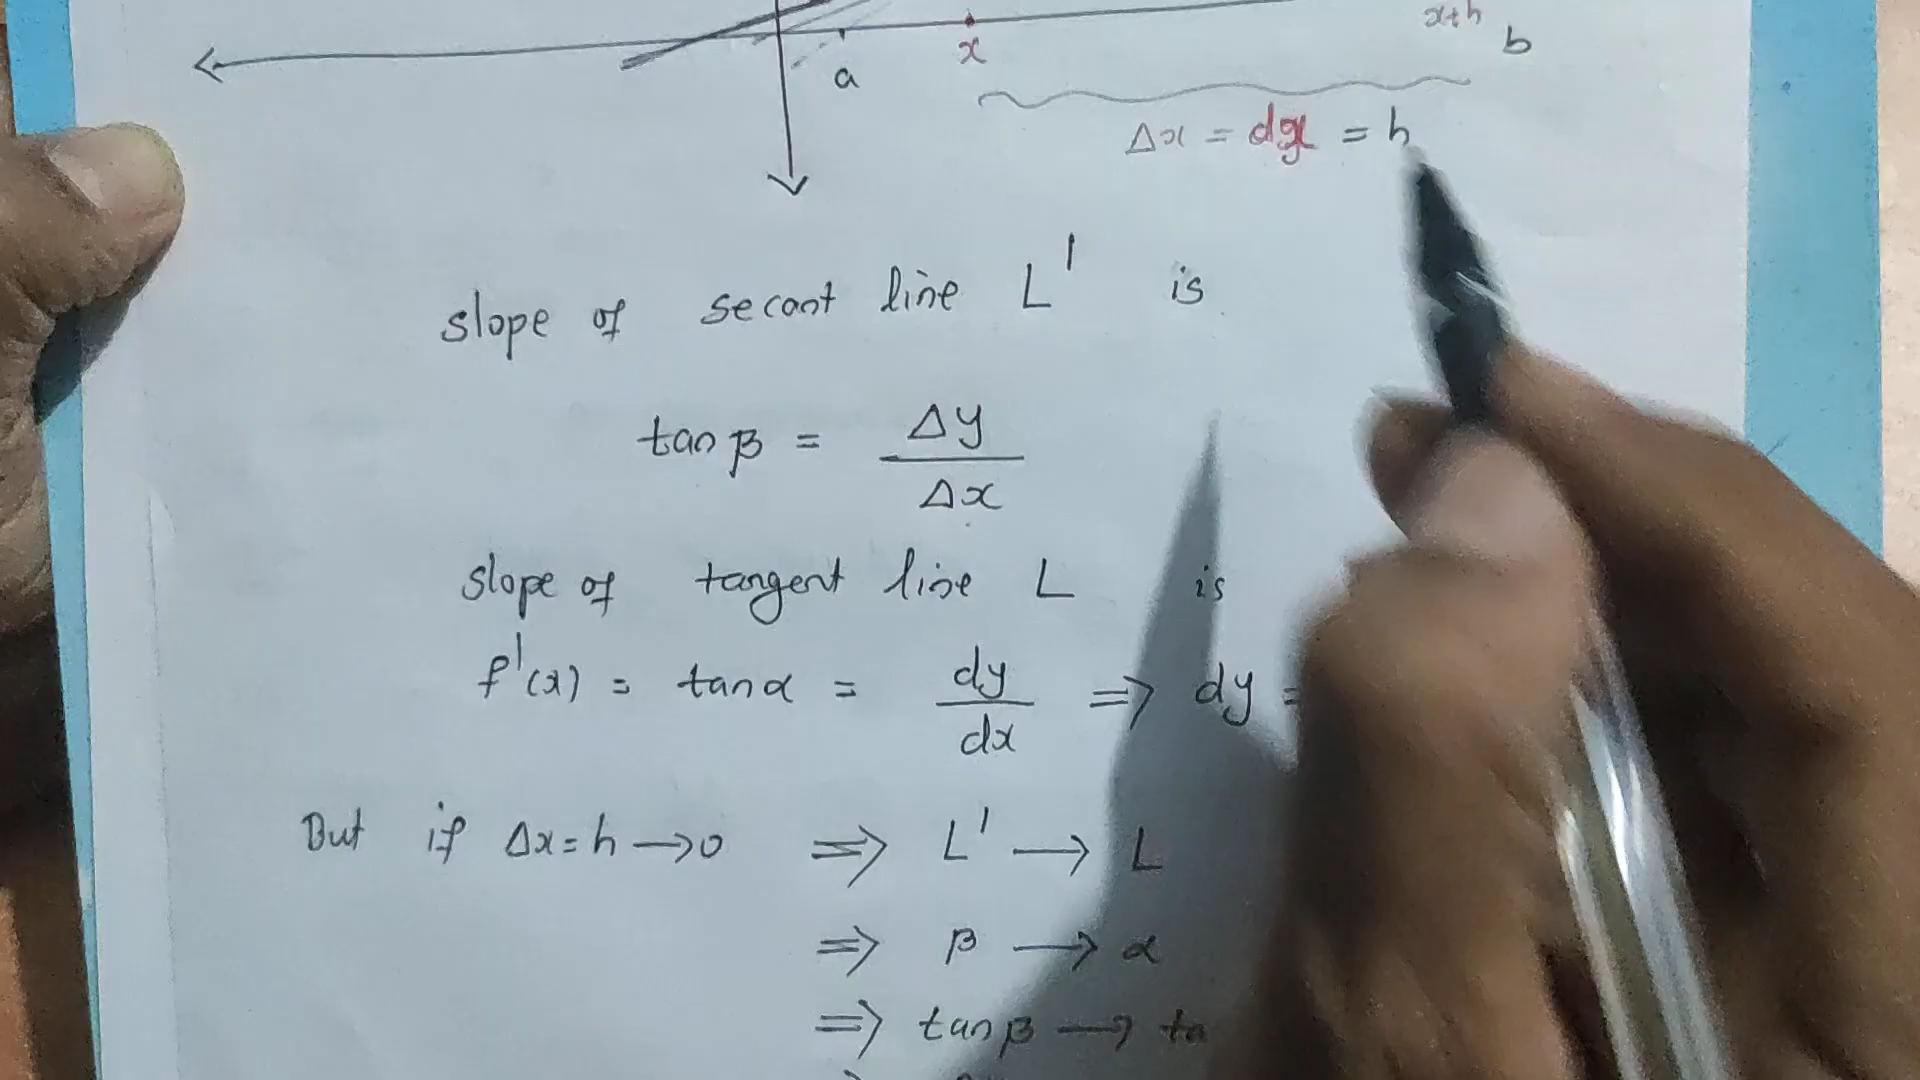 x+h
a x b
Δx = dx = h
slope of secant line L' is
tan β = Δy / Δx
slope of tangent line L is
f'(x) = tan α = dy / dx => dy =
But if Δx = h → 0 => L' → L
=> β → α
=> tan β → ta